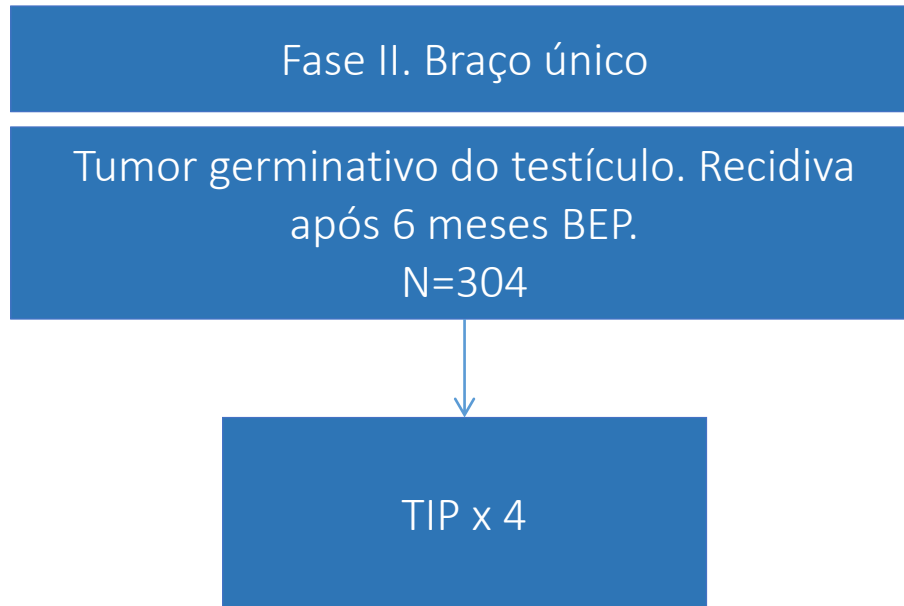 Fase II. Braço único
Tumor germinativo do testículo. Recidiva
após 6 meses BEP.
N=304
TIP x 4